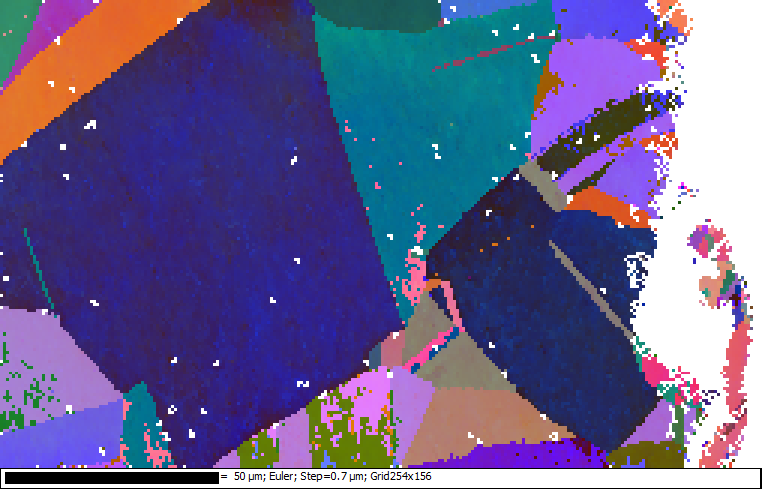 = 50 µm; Euler; Step=0.7 µm; Grid254x156